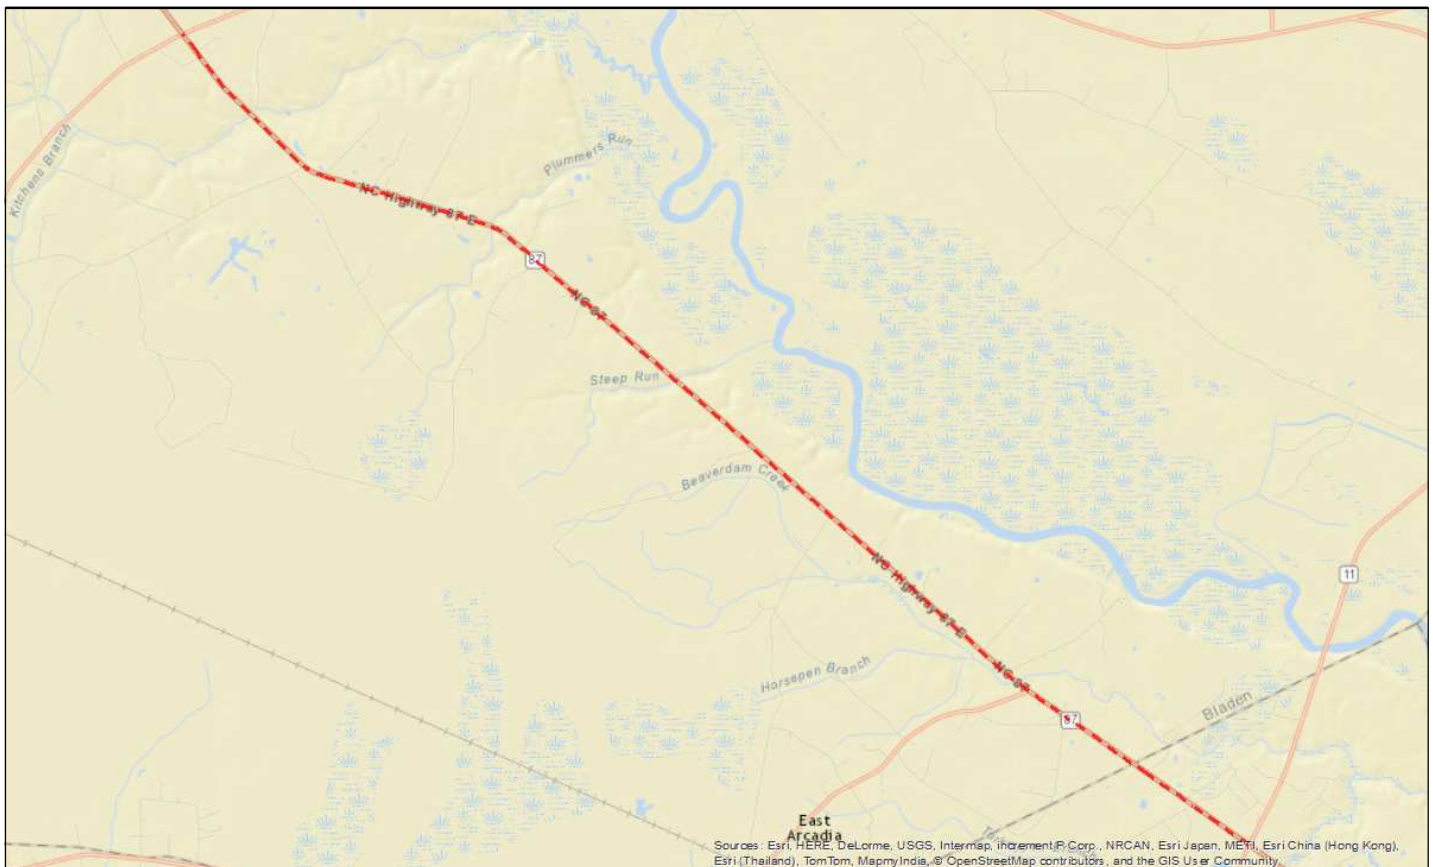 Kitchens Branch
Plummers Run
NC Highway 87 E
87
NC 87
Steep Run
Beaverdam Creek
NC Highway 87 E
11
Horsepen Branch
NC 87
Bladen
87
East
Arcadia
Sources: Esri, HERE, DeLorme, USGS, Intermap, increment P Corp., NRCAN, Esri Japan, METI, Esri China (Hong Kong),
Esri (Thailand), TomTom, MapmyIndia, © OpenStreetMap contributors, and the GIS User Community